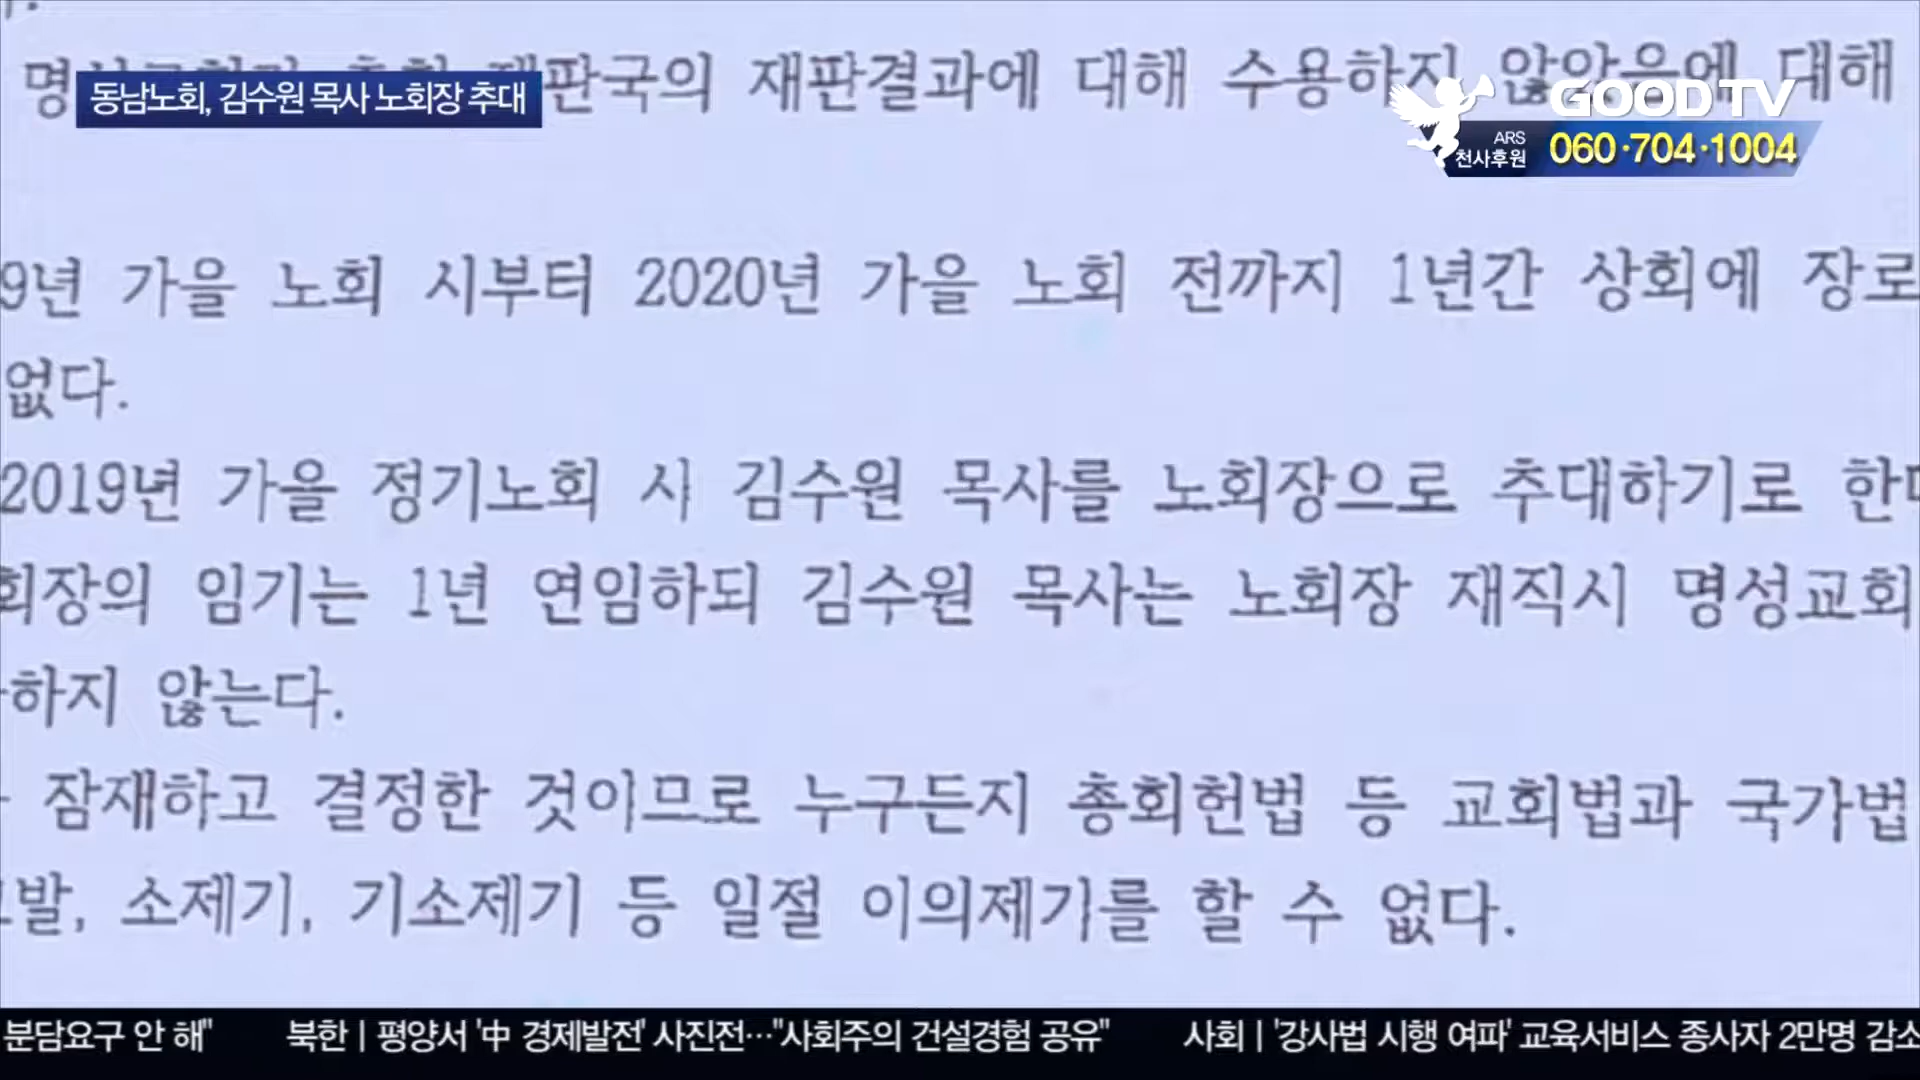 동남노회, 김수원 목사 노회장 추대
GOODTV
ARS
천사후원 060·704·1004
판국의 재판결과에 대해 수용하지 않았음에 대해
9년 가을 노회 시부터 2020년 가을 노회 전까지 1년간 상회에 장로
없다.
2019년 가을 정기노회 시 김수원 목사를 노회장으로 추대하기로 한
회장의 임기는 1년 연임하되 김수원 목사는 노회장 재직시 명성교회
하지 않는다.
잠재하고 결정한 것이므로 누구든지 총회헌법 등 교회법과 국가법
발, 소제기, 기소제기 등 일절 이의제기를 할 수 없다.
분담요구 안 해" 북한 | 평양서 '中 경제발전' 사진전…"사회주의 건설경험 공유" 사회 | '강사법 시행 여파' 교육서비스 종사자 2만명 감소